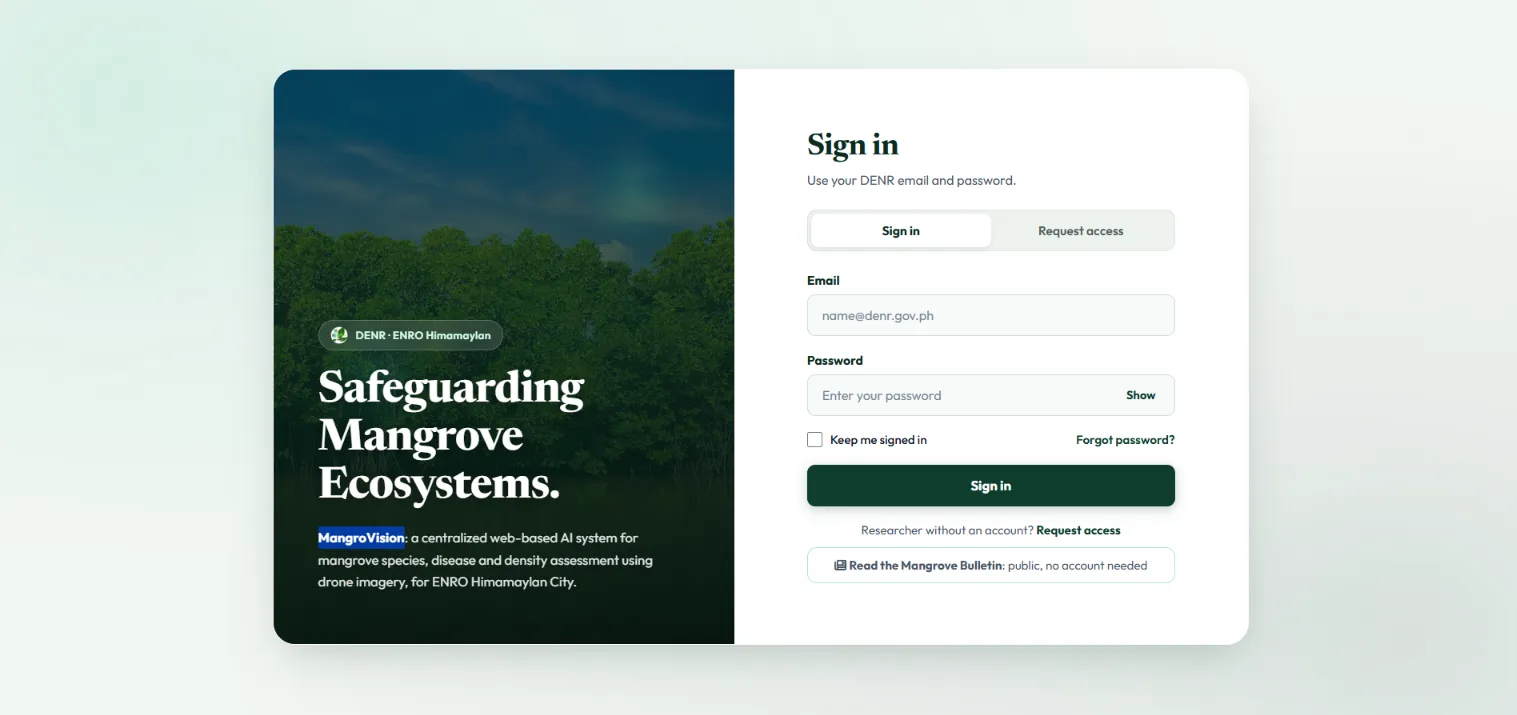 DENR · ENRO Himamaylan
Safeguarding
Mangrove
Ecosystems.
MangroVision: a centralized web-based AI system for
mangrove species, disease and density assessment using
drone imagery, for ENRO Himamaylan City.
Sign in
Use your DENR email and password.
Sign in
Request access
Email
name@denr.gov.ph
Password
Enter your password
Show
Keep me signed in
Forgot password?
Sign in
Researcher without an account? Request access
Read the Mangrove Bulletin: public, no account needed